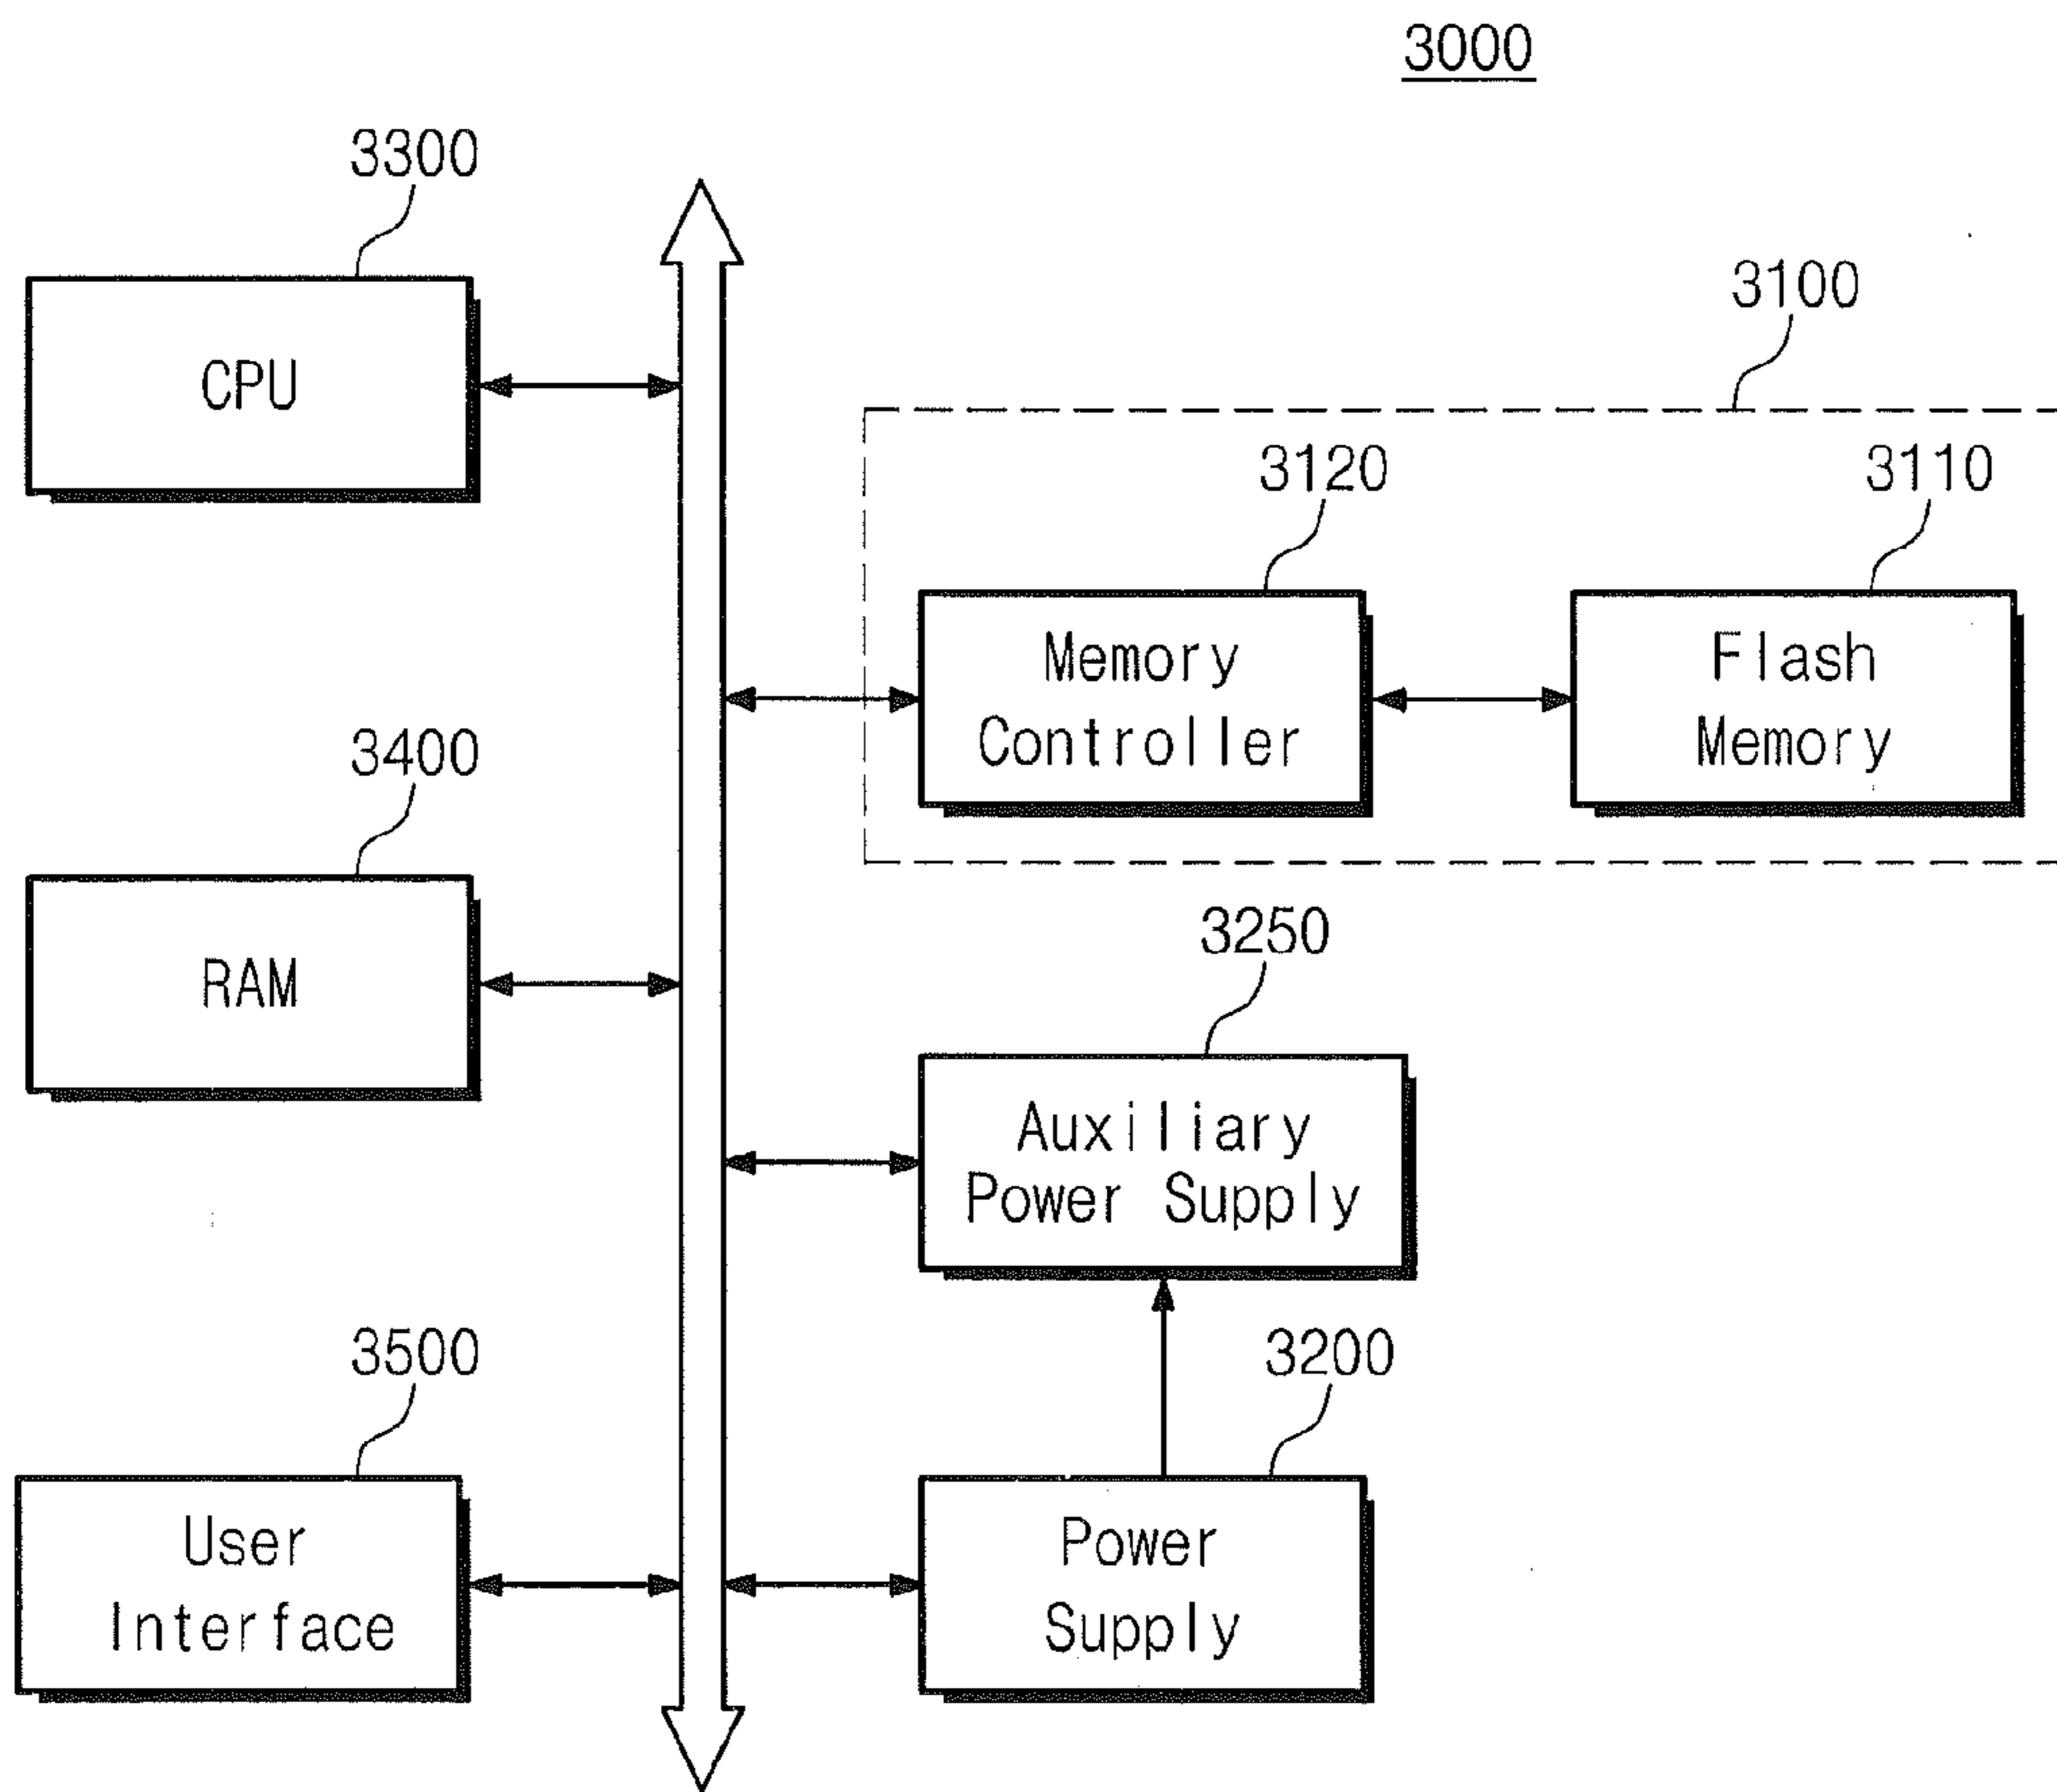 3000
3300
CPU
3100
3120
3110
Memory
Controller
Flash
Memory
3400
RAM
3250
Auxiliary
Power Supply
3500
User
Interface
3200
Power
Supply